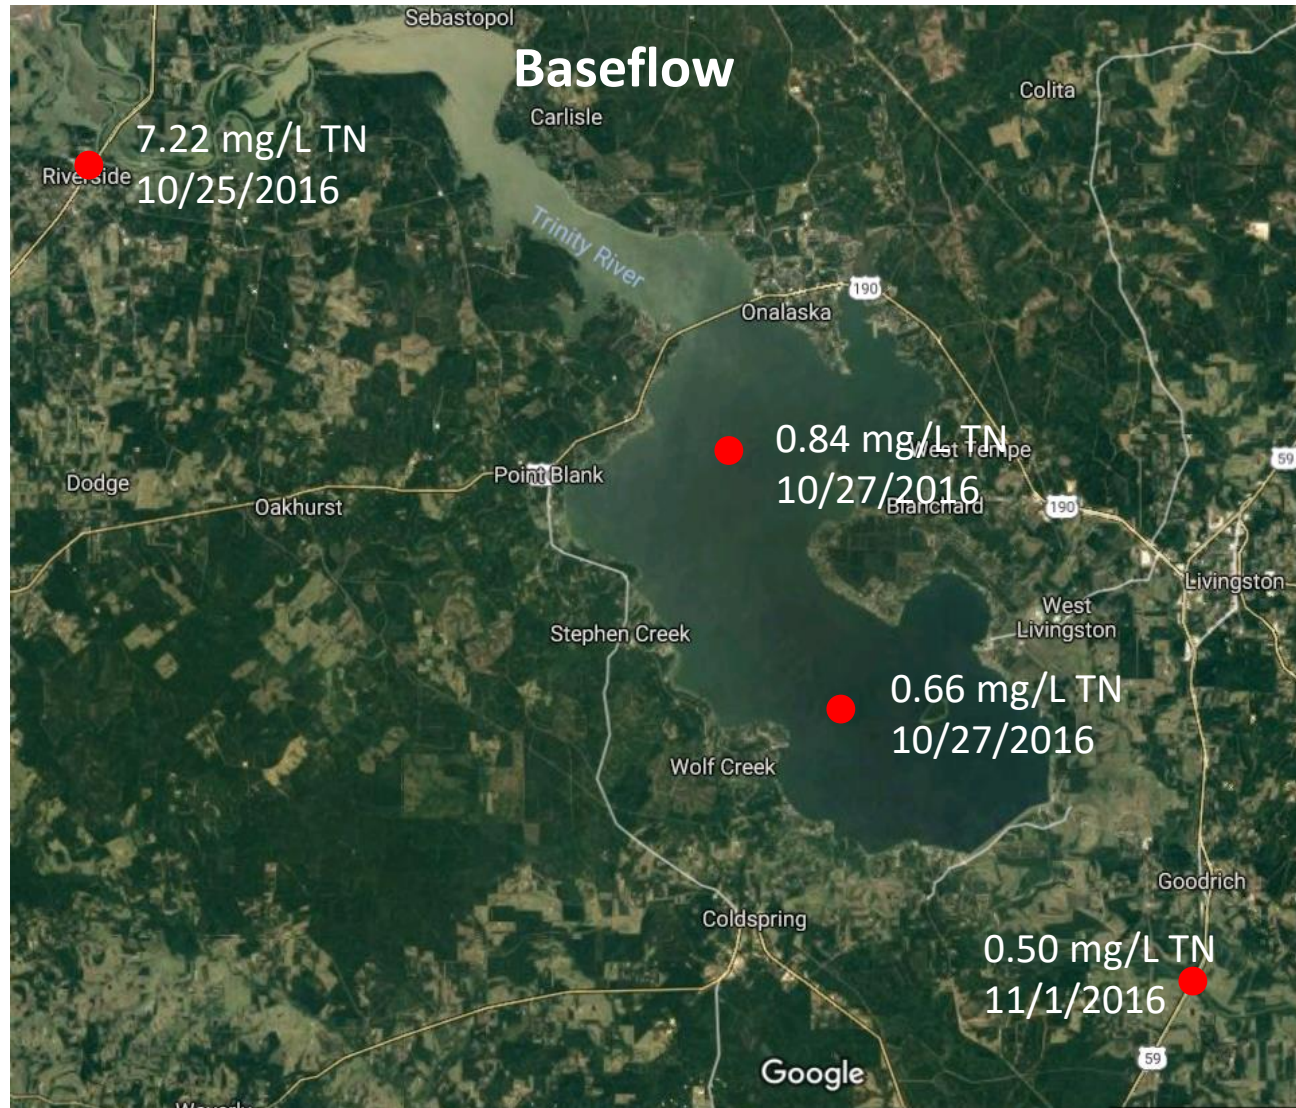 Sebastopol
Baseflow
Colita
Carlisle
7.22 mg/L TN
Riverside
10/25/2016
Trinity River
190
Onalaska
0.84 mg/L TN
West Tempe
59
Point Blank
Dodge
10/27/2016
Oakhurst
Blanchard
190
Livingston
West
Livingston
Stephen Creek
0.66 mg/L TN
10/27/2016
Wolf Creek
Goodrich
Coldspring
0.50 mg/L TN
11/1/2016
59
Google
Waverly